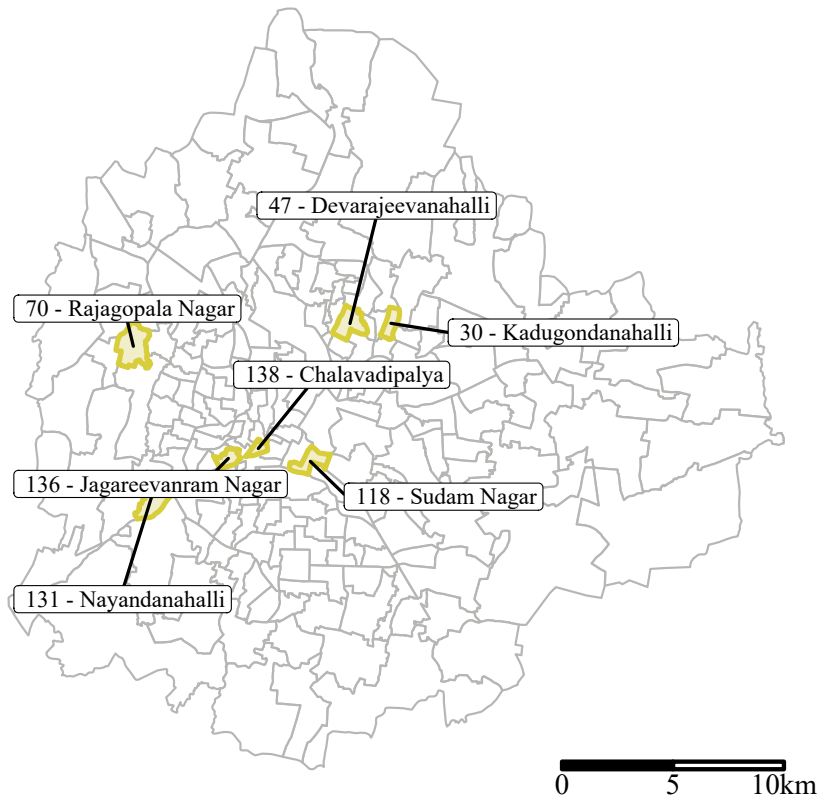 47 - Devarajeevanahalli
70 - Rajagopala Nagar
30 - Kadugondanahalli
138 - Chalavadipalya
136 - Jagareevanram Nagar
118 - Sudam Nagar
131 - Nayandanahalli
0 5 10km